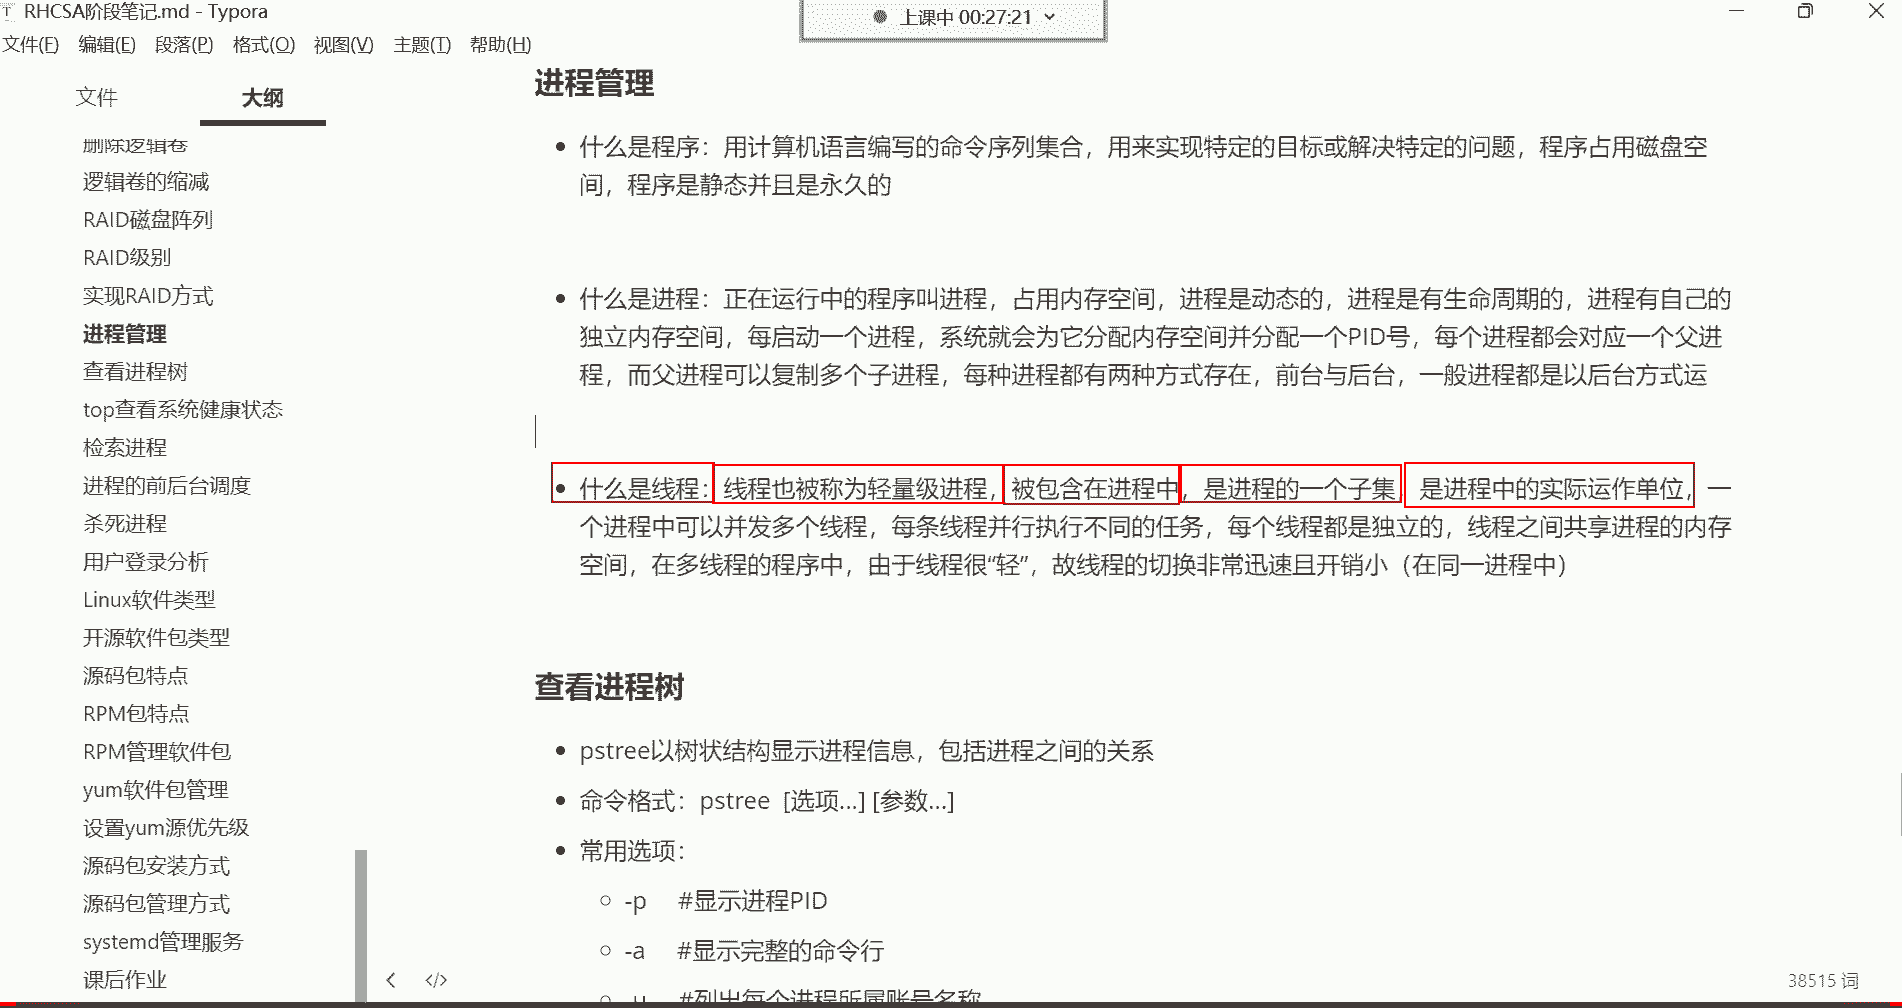 RHCSA阶段笔记.md - Typora
上课中 00:27:21
文件(F) 编辑(E) 段落(P) 格式(O) 视图(V) 主题(T) 帮助(H)
文件 大纲
删除逻辑卷
逻辑卷的缩减
RAID磁盘阵列
RAID级别
实现RAID方式
进程管理
查看进程树
top查看系统健康状态
检索进程
进程的前后台调度
杀死进程
用户登录分析
Linux软件类型
开源软件包类型
源码包特点
RPM包特点
RPM管理软件包
yum软件包管理
设置yum源优先级
源码包安装方式
源码包管理方式
systemd管理服务
课后作业
进程管理
什么是程序：用计算机语言编写的命令序列集合，用来实现特定的目标或解决特定的问题，程序占用磁盘空
间，程序是静态并且是永久的
什么是进程：正在运行中的程序叫进程，占用内存空间，进程是动态的，进程是有生命周期的，进程有自己的
独立内存空间，每启动一个进程，系统就会为它分配内存空间并分配一个PID号，每个进程都会对应一个父进
程，而父进程可以复制多个子进程，每种进程都有两种方式存在，前台与后台，一般进程都是以后台方式运
什么是线程：线程也被称为轻量级进程，被包含在进程中，是进程的一个子集，是进程中的实际运作单位，一
个进程中可以并发多个线程，每条线程并行执行不同的任务，每个线程都是独立的，线程之间共享进程的内存
空间，在多线程的程序中，由于线程很“轻”，故线程的切换非常迅速且开销小（在同一进程中）
查看进程树
pstree以树状结构显示进程信息，包括进程之间的关系
命令格式：pstree [选项...] [参数...]
常用选项：
-p #显示进程PID
-a #显示完整的命令行
-u #列出每个进程所属账号名称
38515 词